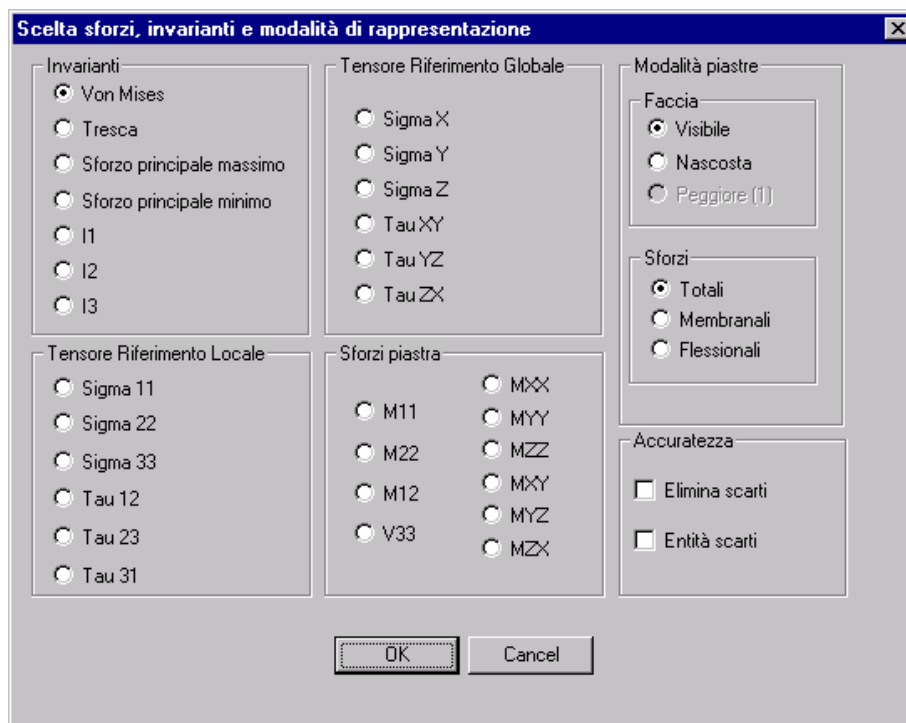 Scelta sforzi, invarianti e modalità di rappresentazione
Invarianti
Von Mises
Tresca
Sforzo principale massimo
Sforzo principale minimo
I1
I2
I3
Tensore Riferimento Globale
Sigma X
Sigma Y
Sigma Z
Tau XY
Tau YZ
Tau ZX
Modalità piastre
Faccia
Visibile
Nascosta
Peggiore (1)
Sforzi
Totali
Membranali
Flessionali
Tensore Riferimento Locale
Sigma 11
Sigma 22
Sigma 33
Tau 12
Tau 23
Tau 31
Sforzi piastra
M11
M22
M12
V33
MXX
MYY
MZZ
MXY
MYZ
MZX
Accuratezza
Elimina scarti
Entità scarti
OK
Cancel